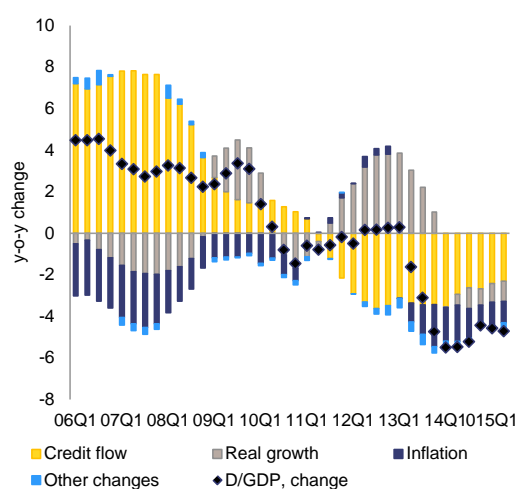 10
8
6
4
2
0
-2
-4
-6
-8
y-o-y change
06Q1 07Q1 08Q1 09Q1 10Q1 11Q1 12Q1 13Q1 14Q1015Q1
Credit flow Real growth Inflation
Other changes D/GDP, change